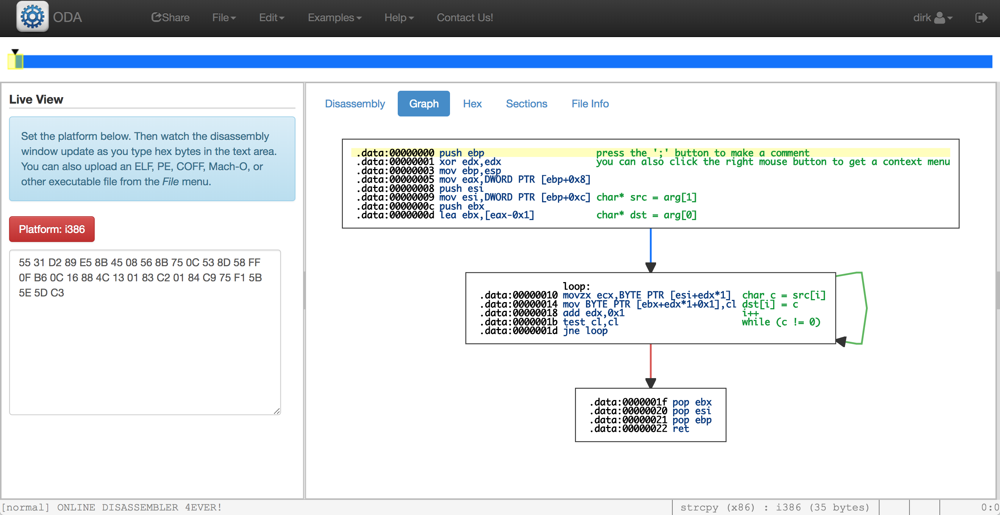 ODA Share File Edit Examples Help Contact Us! dirk
Live View
Set the platform below. Then watch the disassembly
window update as you type hex bytes in the text area.
You can also upload an ELF, PE, COFF, Mach-O, or
other executable file from the File menu.
Platform: i386
55 31 D2 89 E5 8B 45 08 56 8B 75 0C 53 8D 58 FF
0F B6 0C 16 88 4C 13 01 83 C2 01 84 C9 75 F1 5B
5E 5D C3
Disassembly Graph Hex Sections File Info
.data:00000000 push ebp press the ';' button to make a comment
.data:00000001 xor edx,edx you can also click the right mouse button to get a context menu
.data:00000003 mov ebp,esp
.data:00000005 mov eax,DWORD PTR [ebp+0x8]
.data:00000008 push esi
.data:00000009 mov esi,DWORD PTR [ebp+0xc] char* src = arg[1]
.data:0000000c push ebx
.data:0000000d lea ebx,[eax-0x1] char* dst = arg[0]
loop:
.data:00000010 movzx ecx,BYTE PTR [esi+edx*1] char c = src[i]
.data:00000014 mov BYTE PTR [ebx+edx*1+0x1],cl dst[i] = c
.data:00000018 add edx,0x1 i++
.data:0000001b test cl,cl while (c != 0)
.data:0000001d jne loop
.data:0000001f pop ebx
.data:00000020 pop esi
.data:00000021 pop ebp
.data:00000022 ret
[normal] ONLINE DISASSEMBLER 4EVER! strcpy (x86) : i386 (35 bytes) 0:0